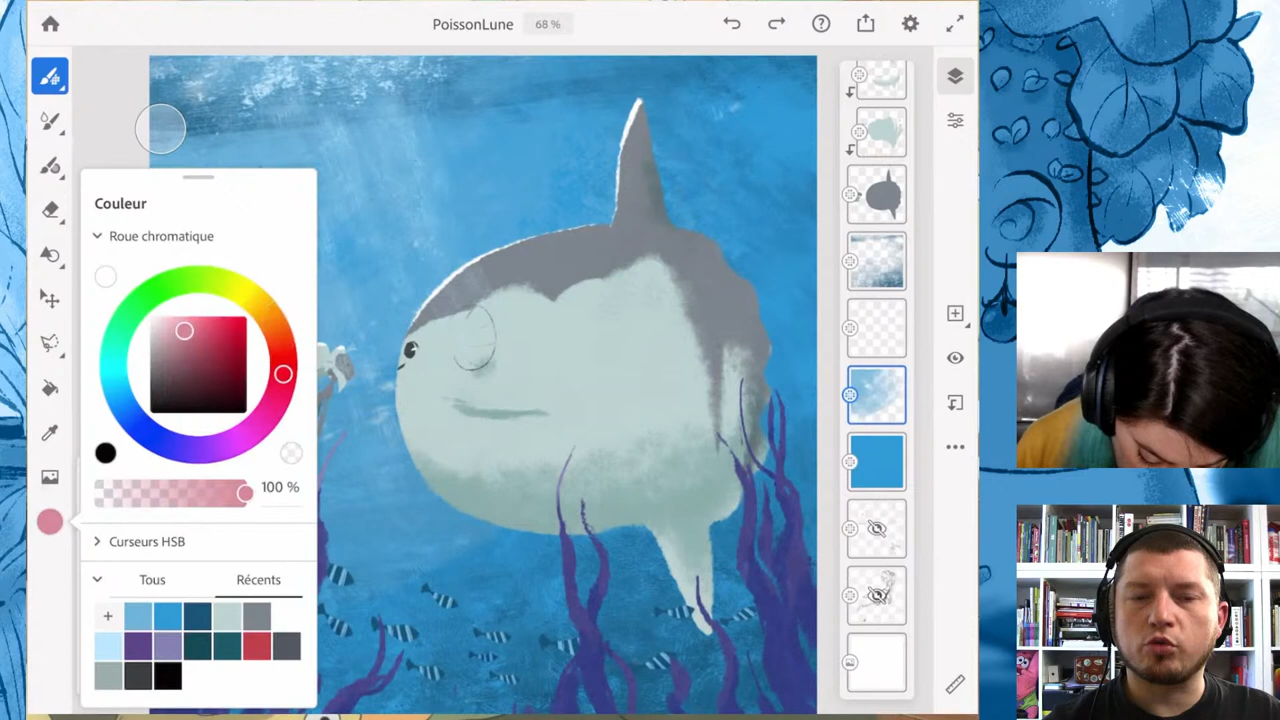 PoissonLune 68 %
Couleur
Roue chromatique
100 %
Curseurs HSB
Tous Récents